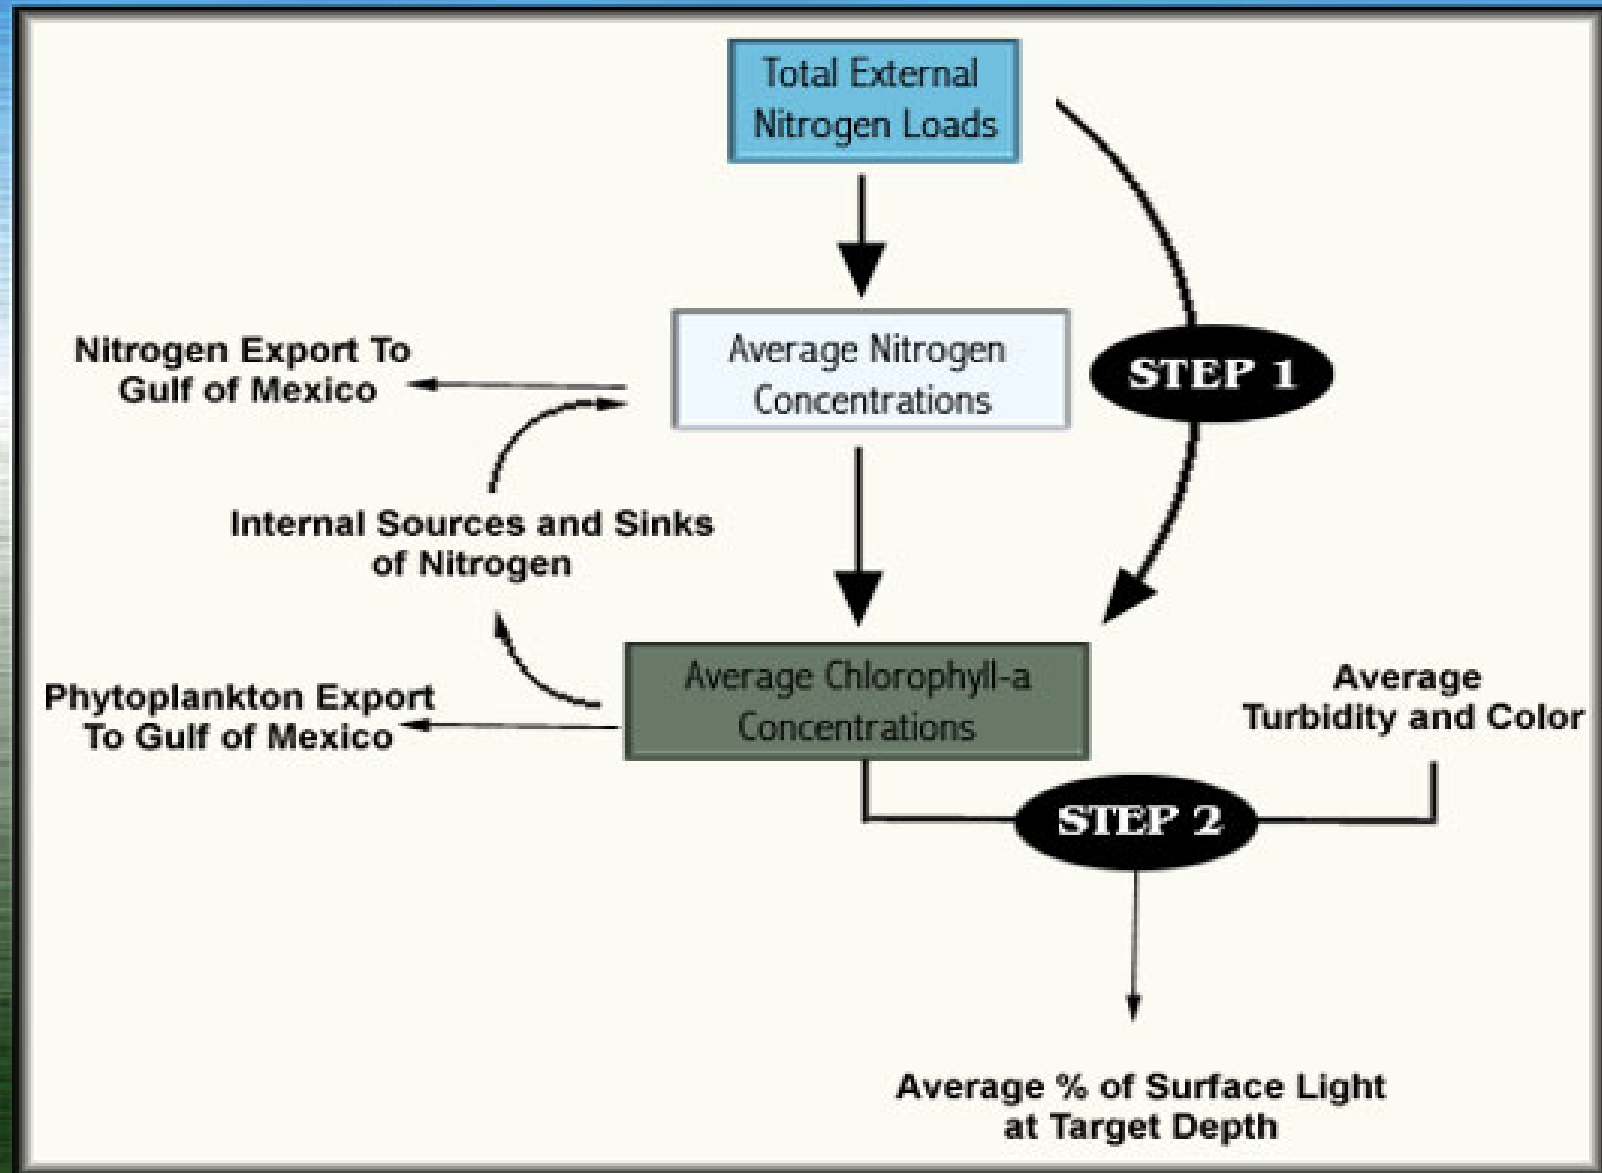 Total External
Nitrogen Loads
Average Nitrogen
Concentrations
STEP 1
Nitrogen Export To
Gulf of Mexico
Internal Sources and Sinks
of Nitrogen
Average Chlorophyll-a
Concentrations
Phytoplankton Export
To Gulf of Mexico
Average
Turbidity and Color
STEP 2
Average % of Surface Light
at Target Depth